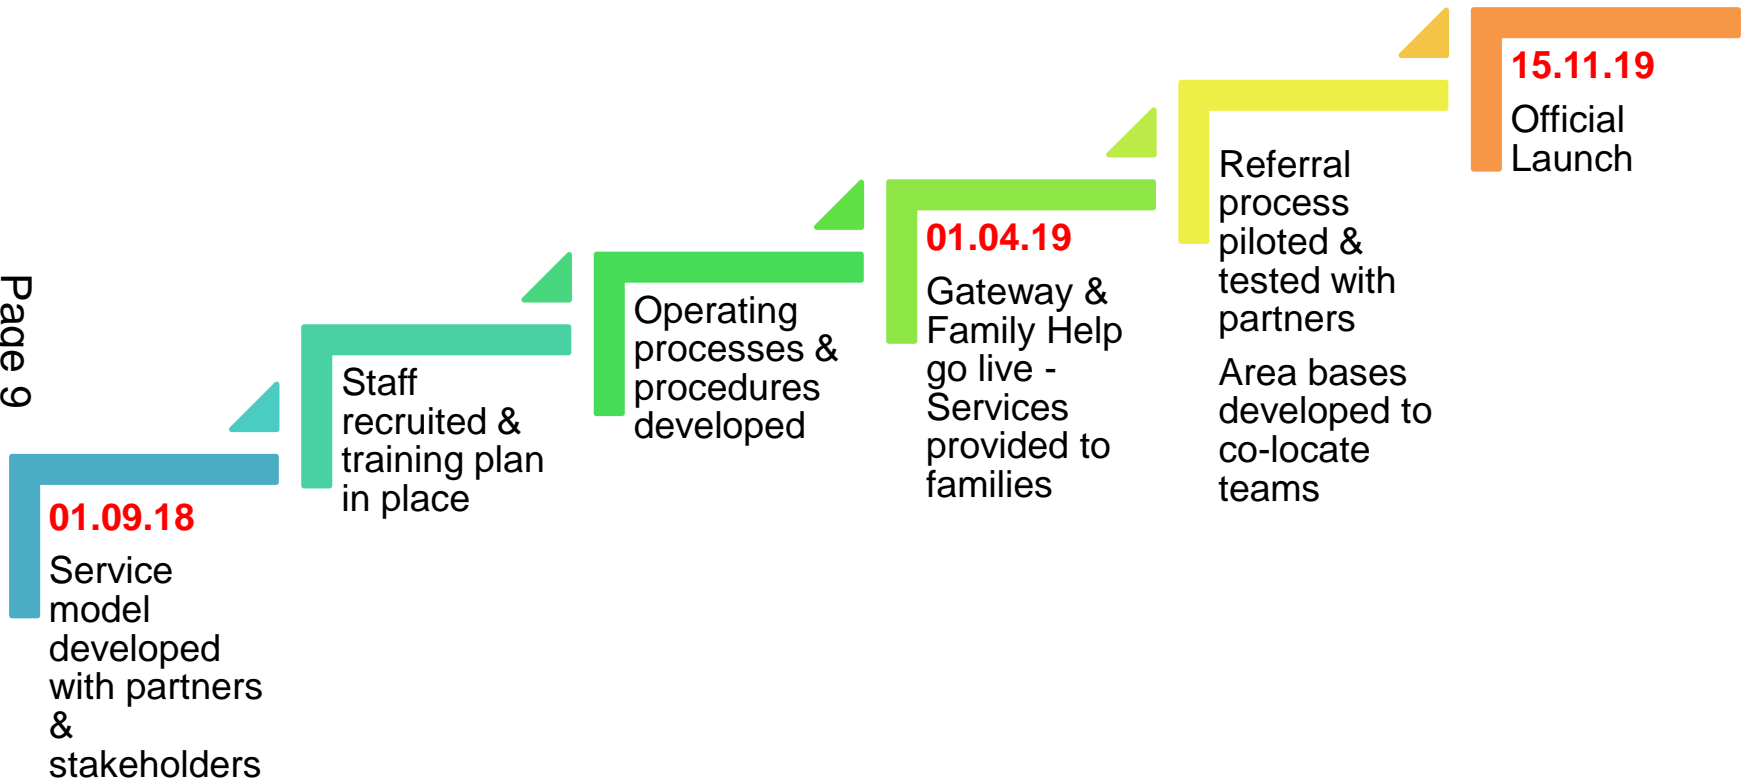 Page 9
01.09.18
Service
model
developed
with partners
&
stakeholders
Staff
recruited &
training plan
in place
Operating
processes &
procedures
developed
01.04.19
Gateway &
Family Help
go live -
Services
provided to
families
Referral
process
piloted &
tested with
partners
Area bases
developed to
co-locate
teams
15.11.19
Official
Launch